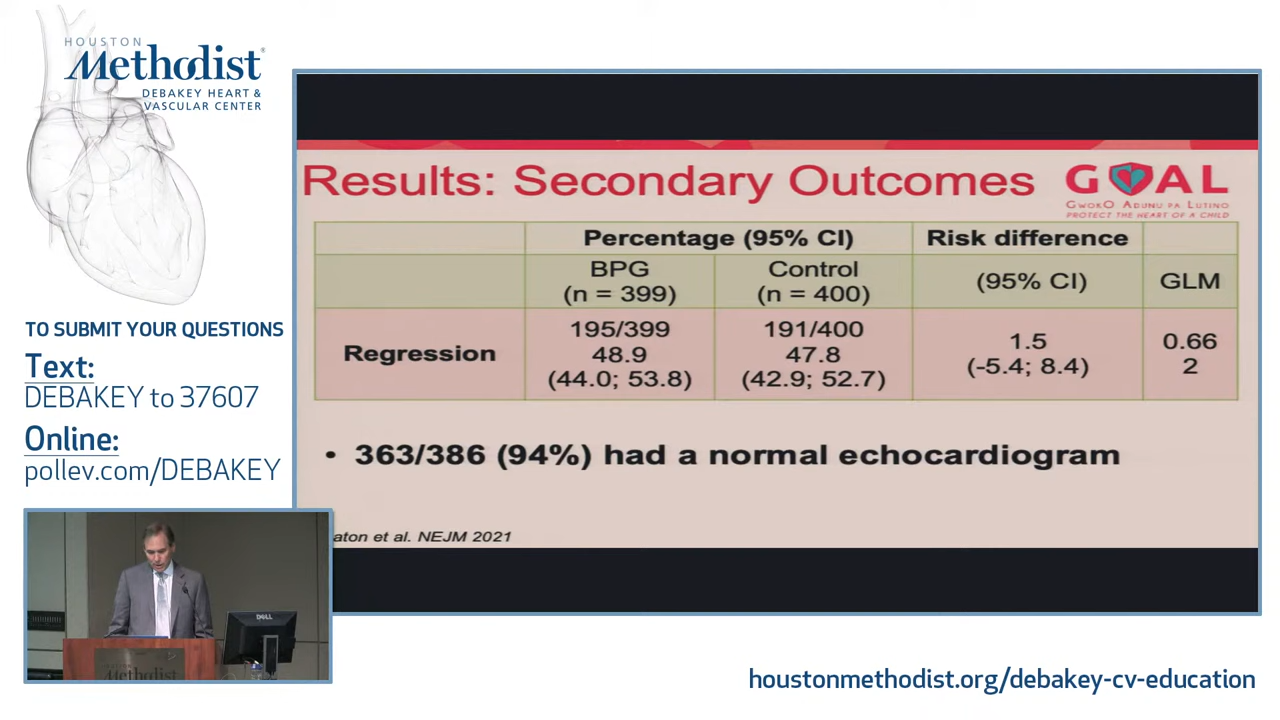 HOUSTON
Methodist®
DEBAKEY HEART &
VASCULAR CENTER
TO SUBMIT YOUR QUESTIONS
Text:
DEBAKEY to 37607
Online:
pollev.com/DEBAKEY
Results: Secondary Outcomes
GOAL
GWOKO ADUNU PA LUTINO
PROTECT THE HEART OF A CHILD
Percentage (95% CI) Risk difference
BPG Control (95% CI) GLM
(n = 399) (n = 400)
Regression
195/399 191/400
48.9 47.8
(44.0; 53.8) (42.9; 52.7)
1.5
(-5.4; 8.4)
0.66
2
• 363/386 (94%) had a normal echocardiogram
aton et al. NEJM 2021
DELL
Methodist
houstonmethodist.org/debakey-cv-education